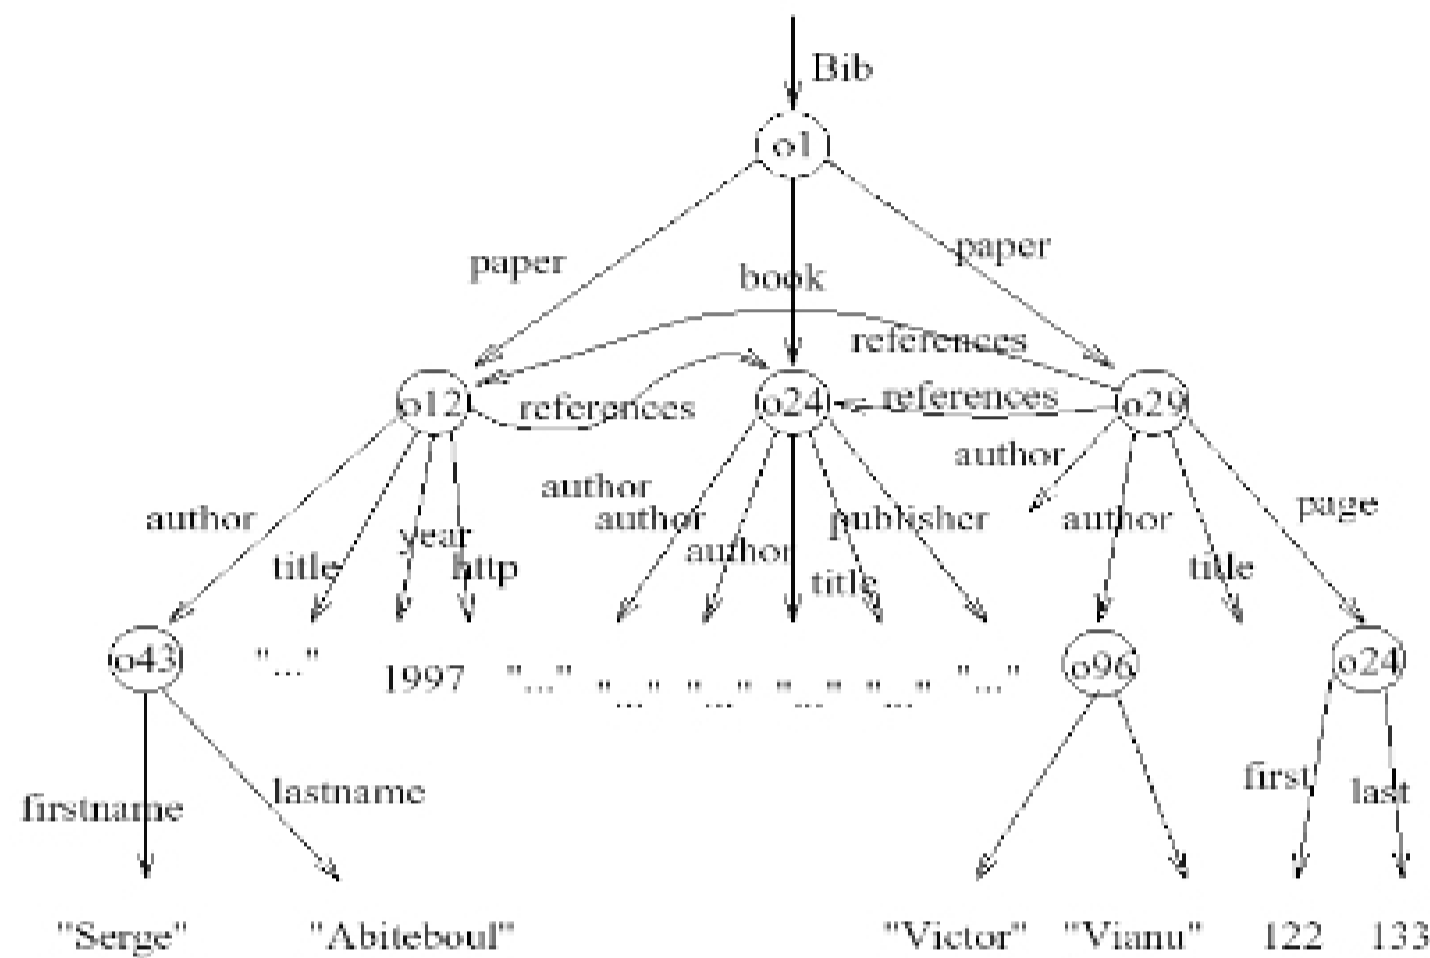 Bib
o1
paper
paper
book
references
o12
references
o24
references
o29
author
author
page
author
author
publisher
author
year
author
title
http
title
title
o43
"..."
1997
"..."
"..."
"..."
"..."
"..."
"..."
o96
o24
firstname
lastname
first
last
"Serge"
"Abiteboul"
"Victor"
"Vianu"
122
133